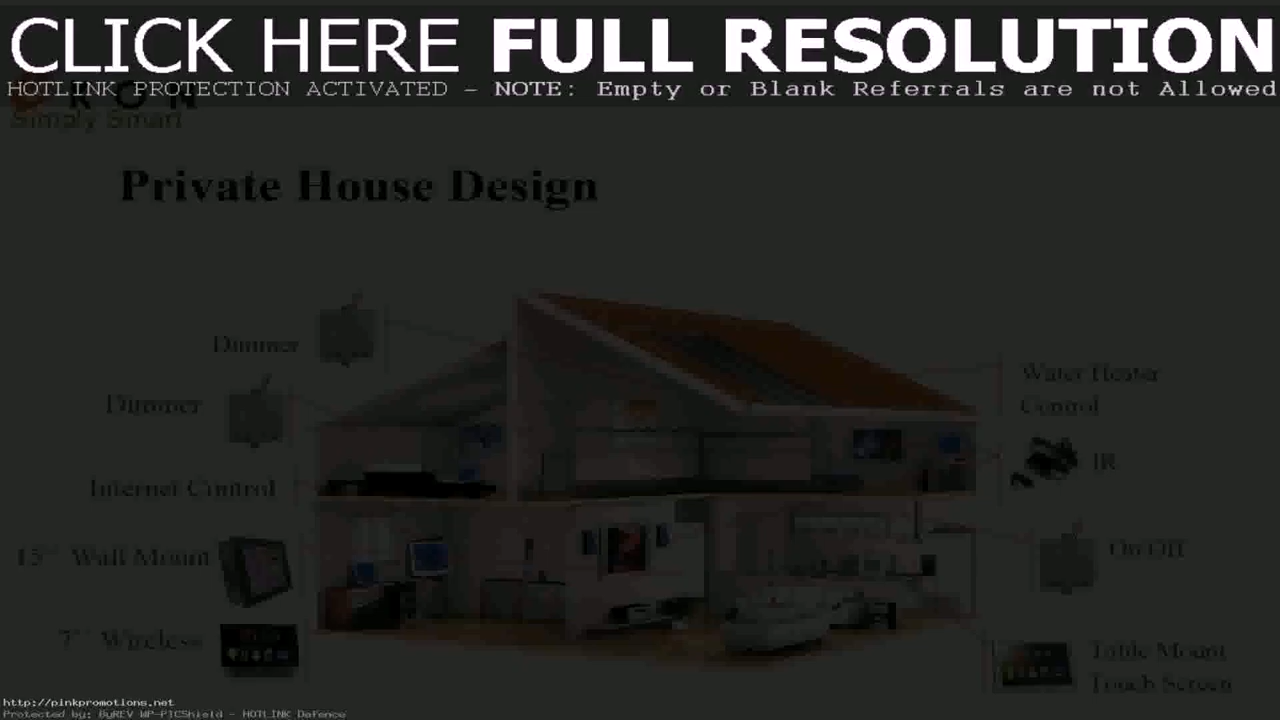 CLICK HERE FULL RESOLUTION
HOTLINK PROTECTION ACTIVATED - NOTE: Empty or Blank Referrals are not Allowed
Simply Smart
Private House Design
Dimmer
Dimmer
Water Heater
Control
IR
Internet Control
15" Wall Mount
On/Off
7" Wireless
Table Mount
Touch Screen
http://pinkpromotions.net
Protected by: ByREV WP-PICShield - HOTLINK Defence